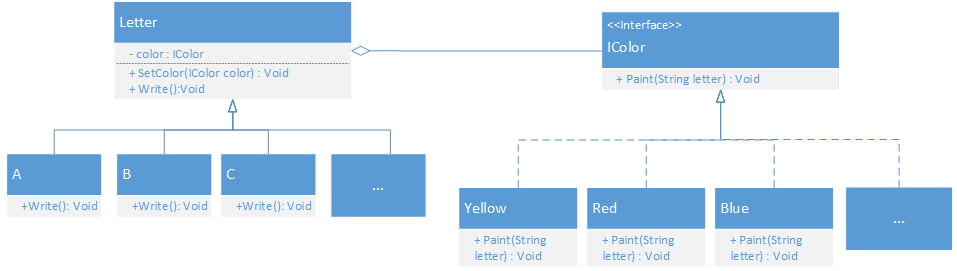 Letter
- color : IColor
+ SetColor(IColor color) : Void
+ Write():Void
<<Interface>>
IColor
+ Paint(String letter) : Void
A
+Write(): Void
B
+Write(): Void
C
+Write(): Void
...
Yellow
+ Paint(String
letter) : Void
Red
+ Paint(String
letter) : Void
Blue
+ Paint(String
letter) : Void
...